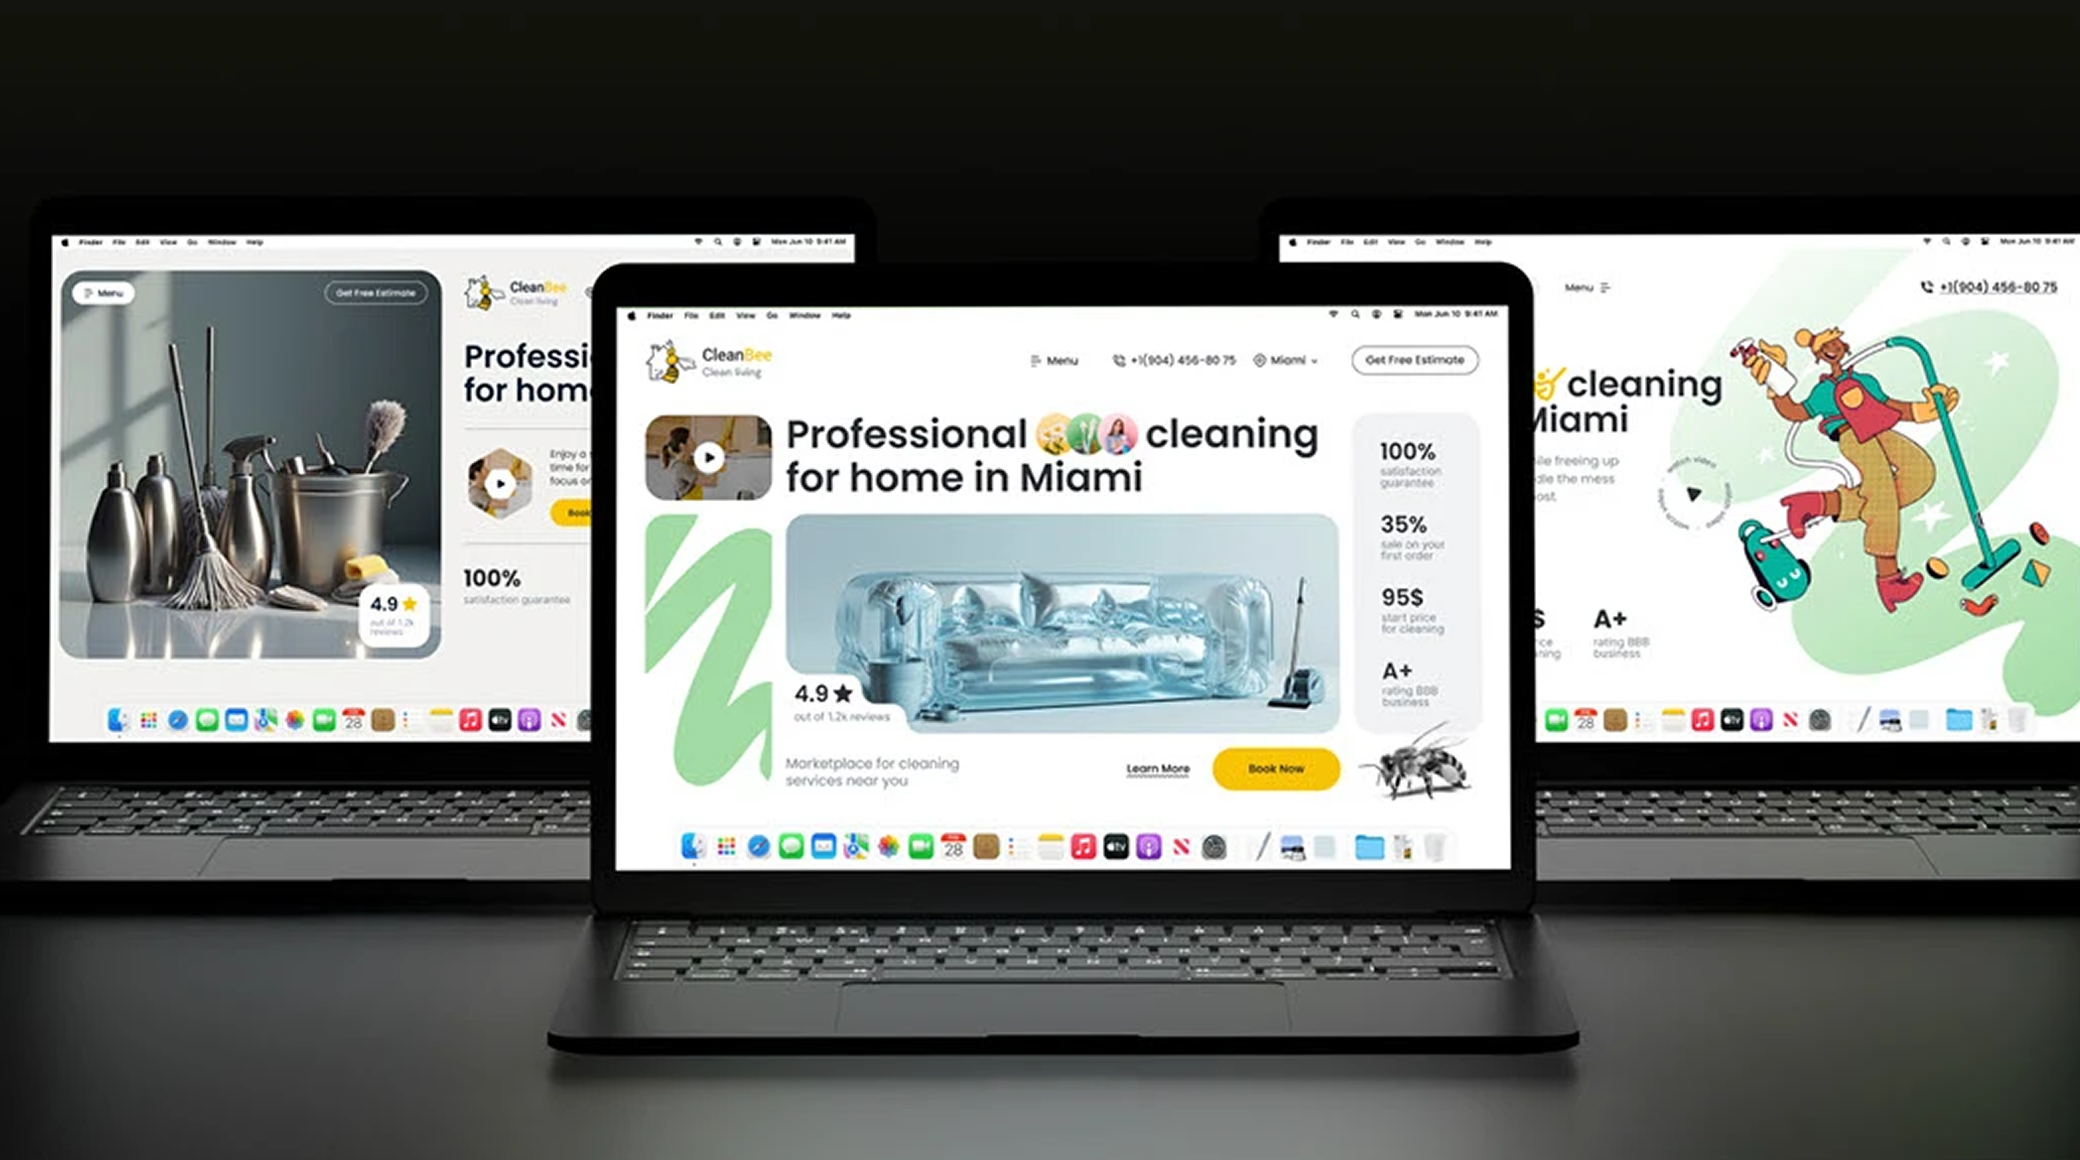 Finder File Edit View Go Window Help
Mon Jun 10 9:41 AM
Menu
Get Free Estimate
CleanBee
Clean living
Professi
for hom
Enjoy a
time for
focus o
Book
100%
satisfaction guarantee
4.9
out of 1.2k
reviews
28
Finder File Edit View Go Window Help
Mon Jun 10 9:41 AM
CleanBee
Clean living
Menu
+1(904) 456-80 75
Miami
Get Free Estimate
Professional cleaning
for home in Miami
100%
satisfaction
guarantee
35%
sale on your
first order
95$
start price
for cleaning
A+
rating BBB
business
4.9
out of 1.2k reviews
Marketplace for cleaning
services near you
Learn More
Book Now
28
tv
Finder File Edit View Go Window Help
Mon Jun 10 9:41 AM
Menu
+1(904) 456-80 75
cleaning
Miami
ile freeing up
dle the mess
ost.
watch video
$
ice
ning
A+
rating BBB
business
28